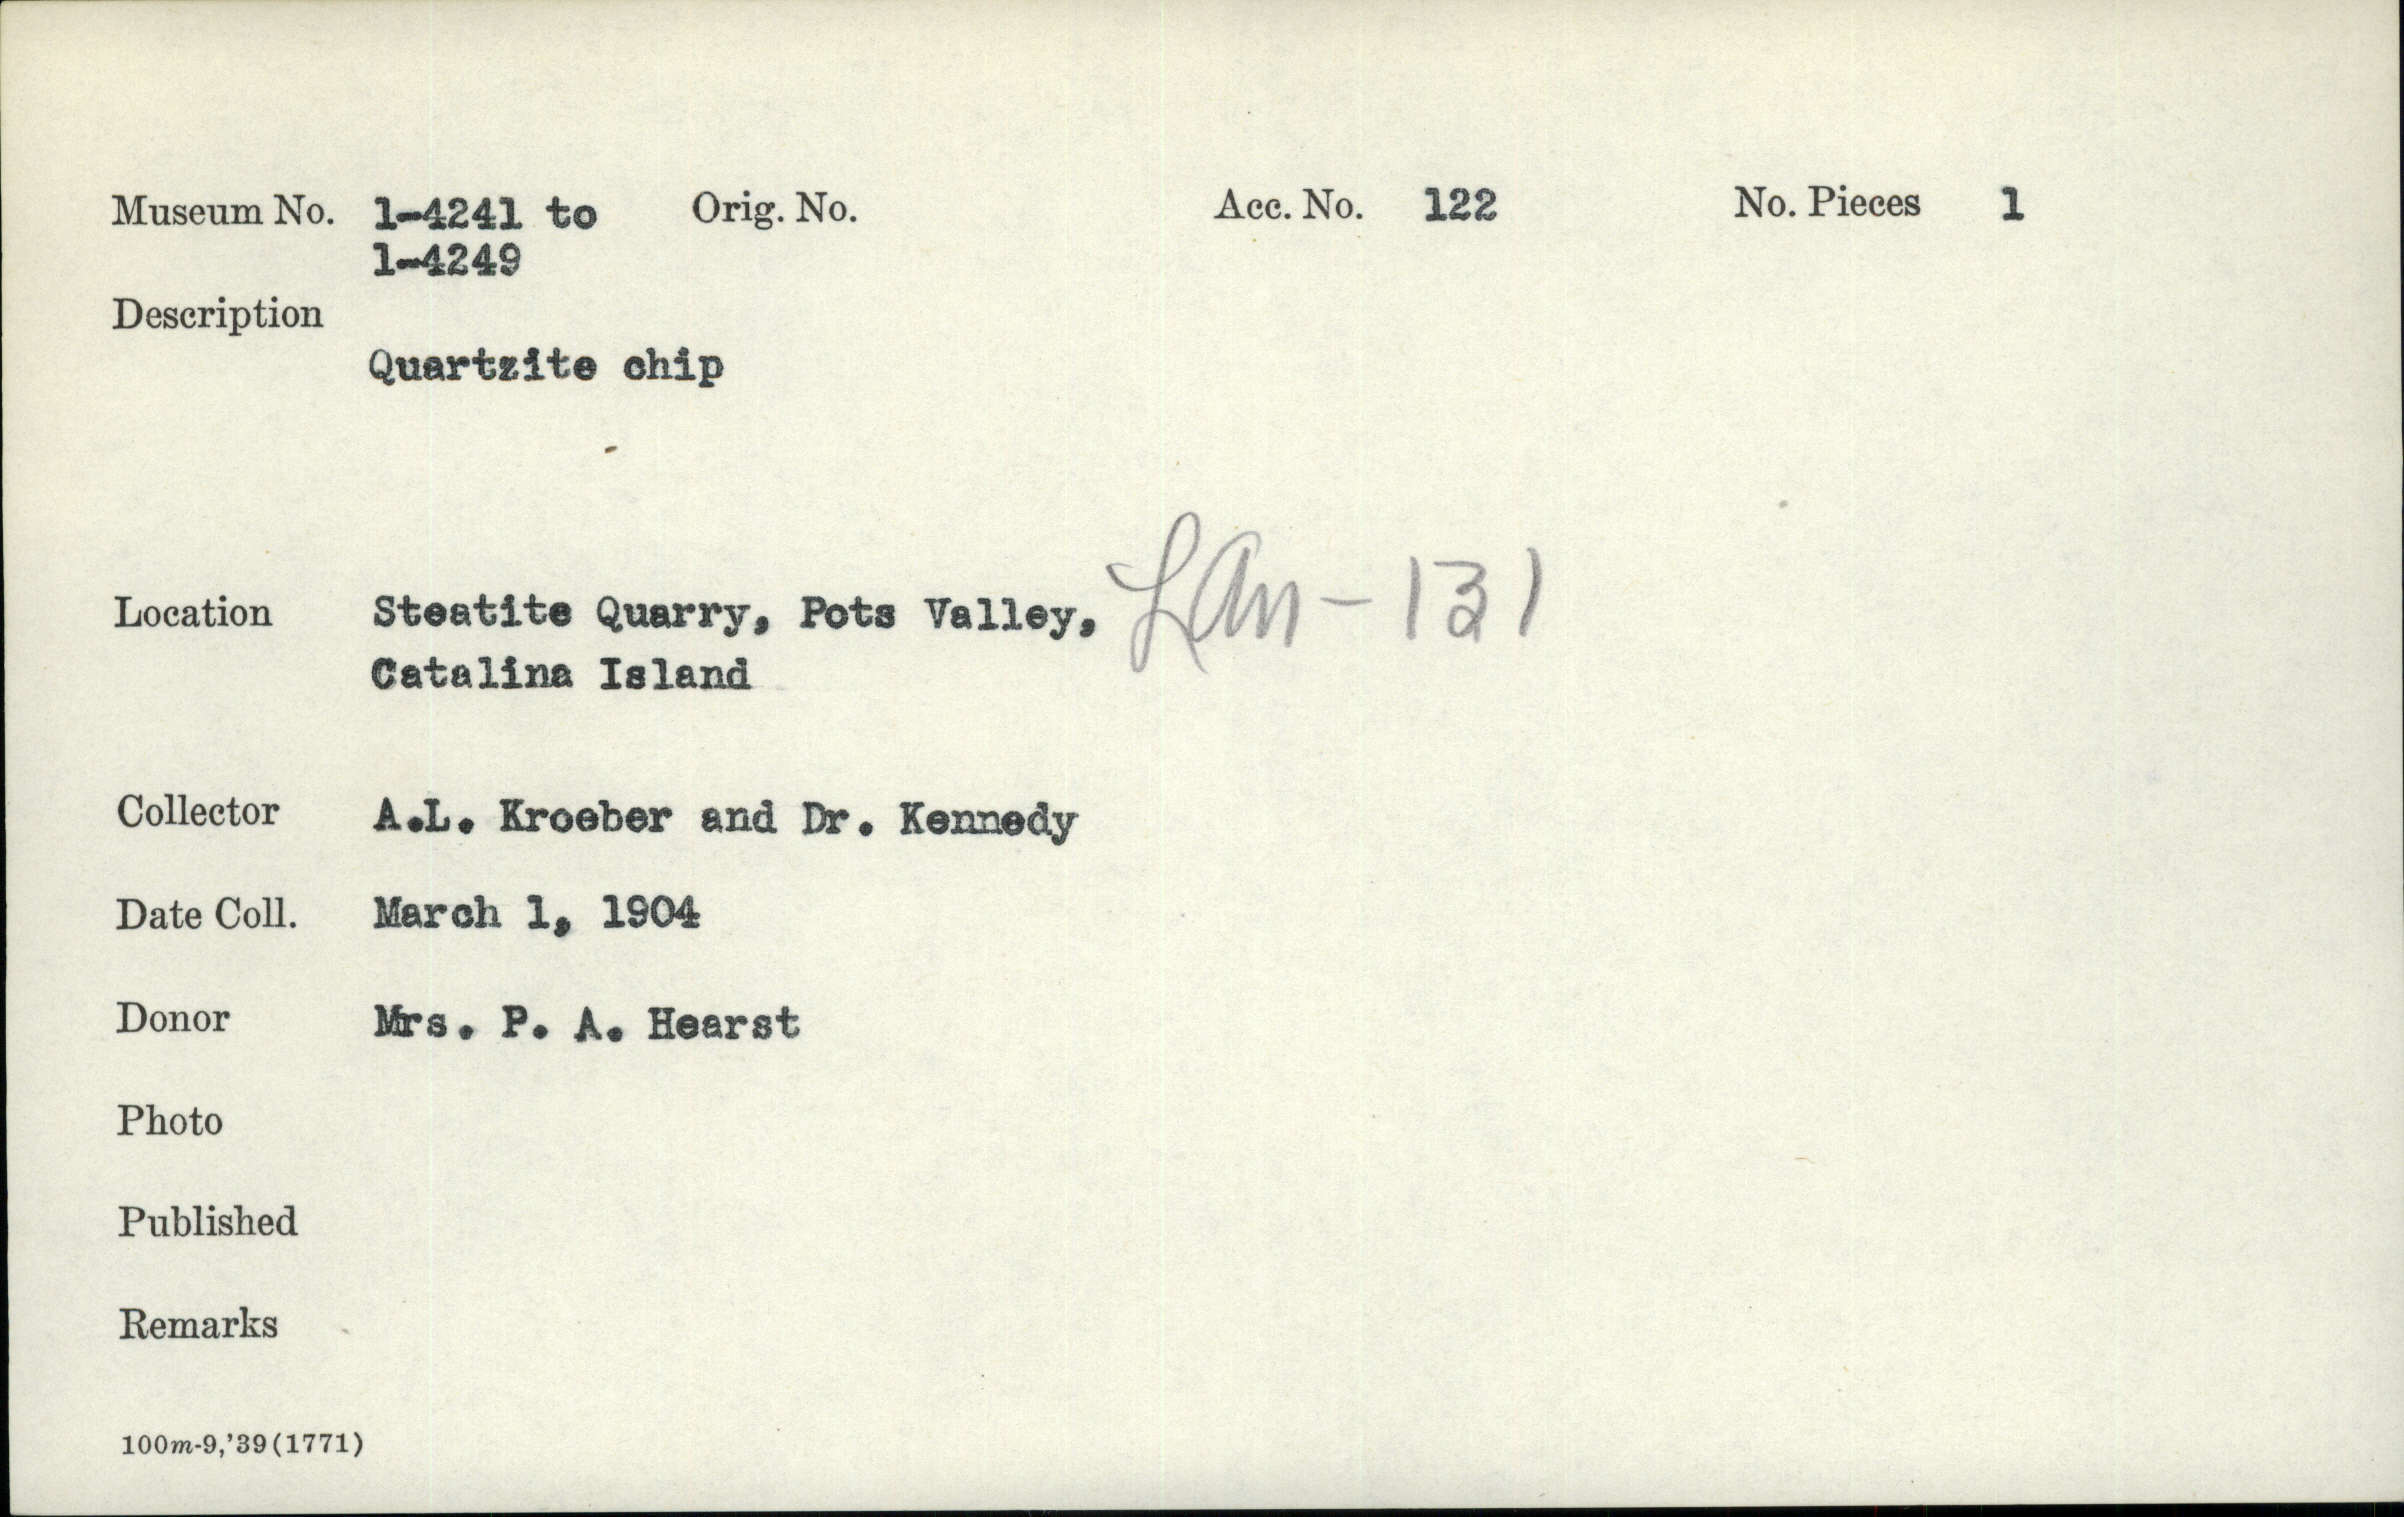 Museum No. 1-4241 to Orig. No. Acc. No. 122 No. Pieces 1
1-4249
Description
Quartzite chip
Location Steatite Quarry, Pots Valley, LAn-131
Catalina Island
Collector A.L. Kroeber and Dr. Kennedy
Date Coll. March 1, 1904
Donor Mrs. P. A. Hearst
Photo
Published
Remarks
100m-9,'39(1771)